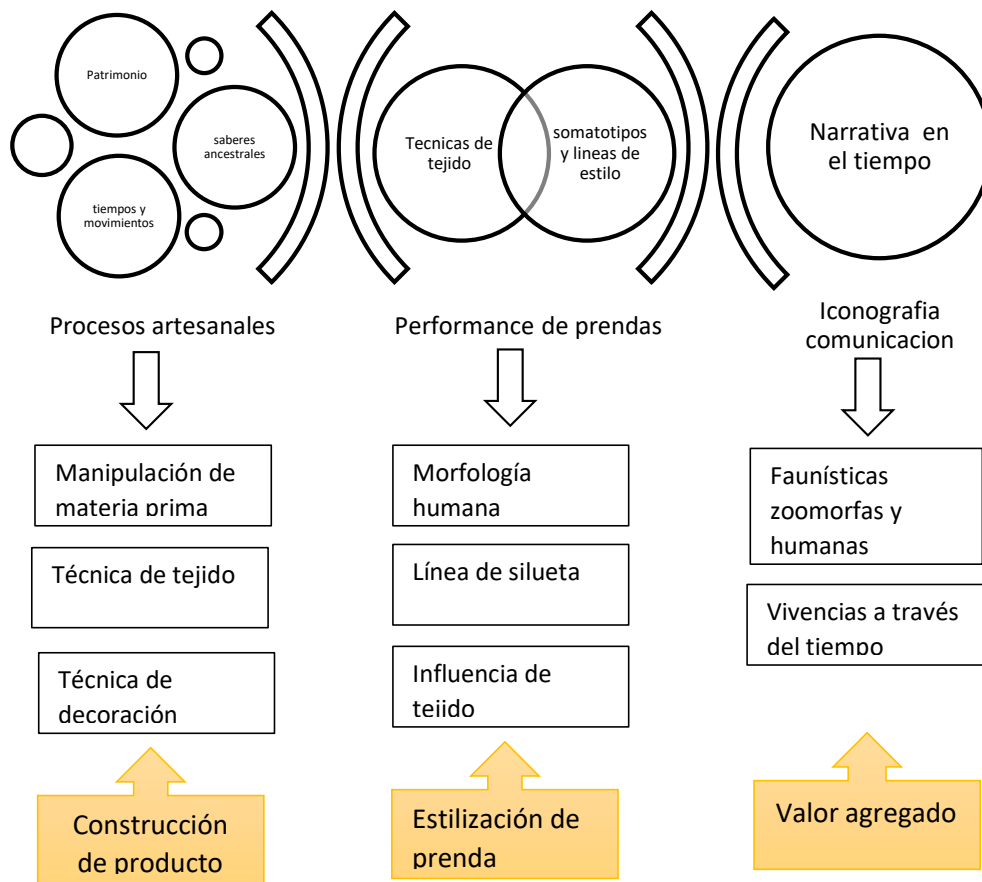 Patrimonio
saberes
ancestrales
tiempos y
movimientos
Tecnicas de
tejido
somatotipos
y lineas de
estilo
Narrativa en
el tiempo
Procesos artesanales
Performance de prendas
Iconografia
comunicacion
Manipulación de
materia prima
Técnica de tejido
Técnica de
decoración
Morfología
humana
Línea de silueta
Influencia de
tejido
Faunísticas
zoomorfas y
humanas
Vivencias a través
del tiempo
Construcción
de producto
Estilización de
prenda
Valor agregado